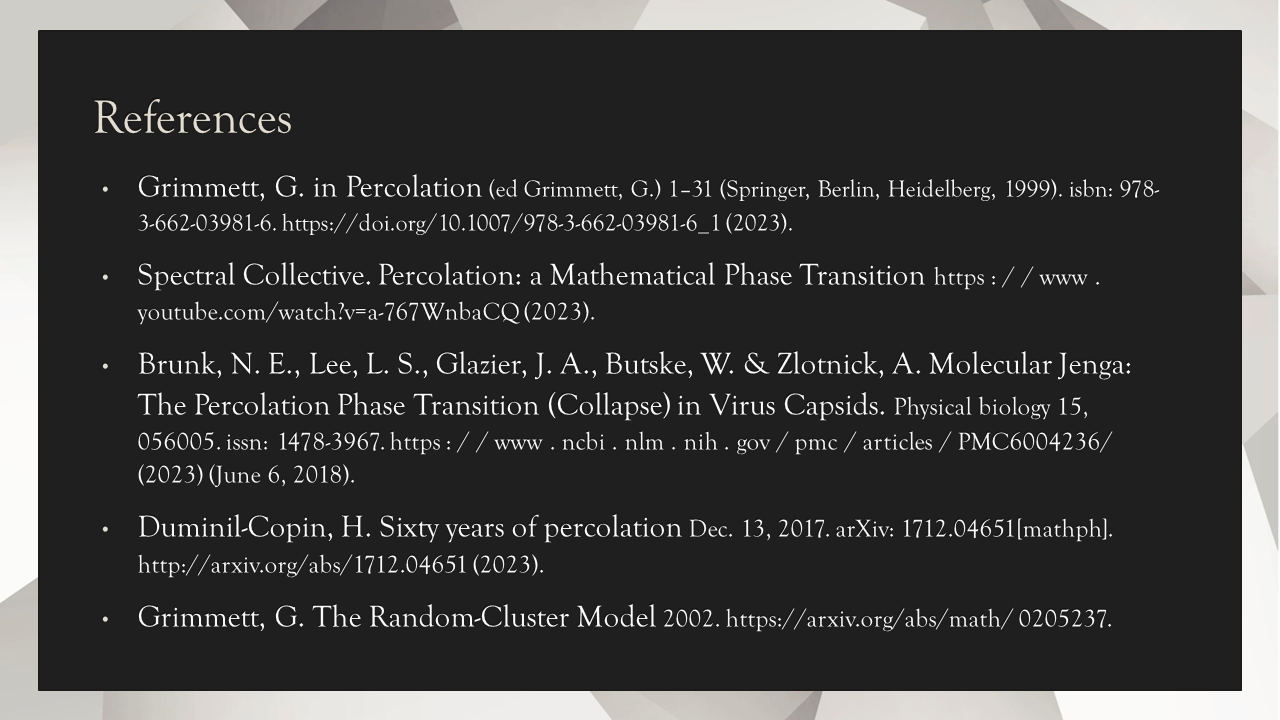 References
• Grimmett, G. in Percolation (ed Grimmett, G.) 1–31 (Springer, Berlin, Heidelberg, 1999). isbn: 978-
3-662-03981-6. https://doi.org/10.1007/978-3-662-03981-6_1 (2023).
• Spectral Collective. Percolation: a Mathematical Phase Transition https : / / www .
youtube.com/watch?v=a-767WnbaCQ (2023).
• Brunk, N. E., Lee, L. S., Glazier, J. A., Butske, W. & Zlotnick, A. Molecular Jenga:
The Percolation Phase Transition (Collapse) in Virus Capsids. Physical biology 15,
056005. issn: 1478-3967. https : / / www . ncbi . nlm . nih . gov / pmc / articles / PMC6004236/
(2023) (June 6, 2018).
• Duminil-Copin, H. Sixty years of percolation Dec. 13, 2017. arXiv: 1712.04651[mathph].
http://arxiv.org/abs/1712.04651 (2023).
• Grimmett, G. The Random-Cluster Model 2002. https://arxiv.org/abs/math/ 0205237.